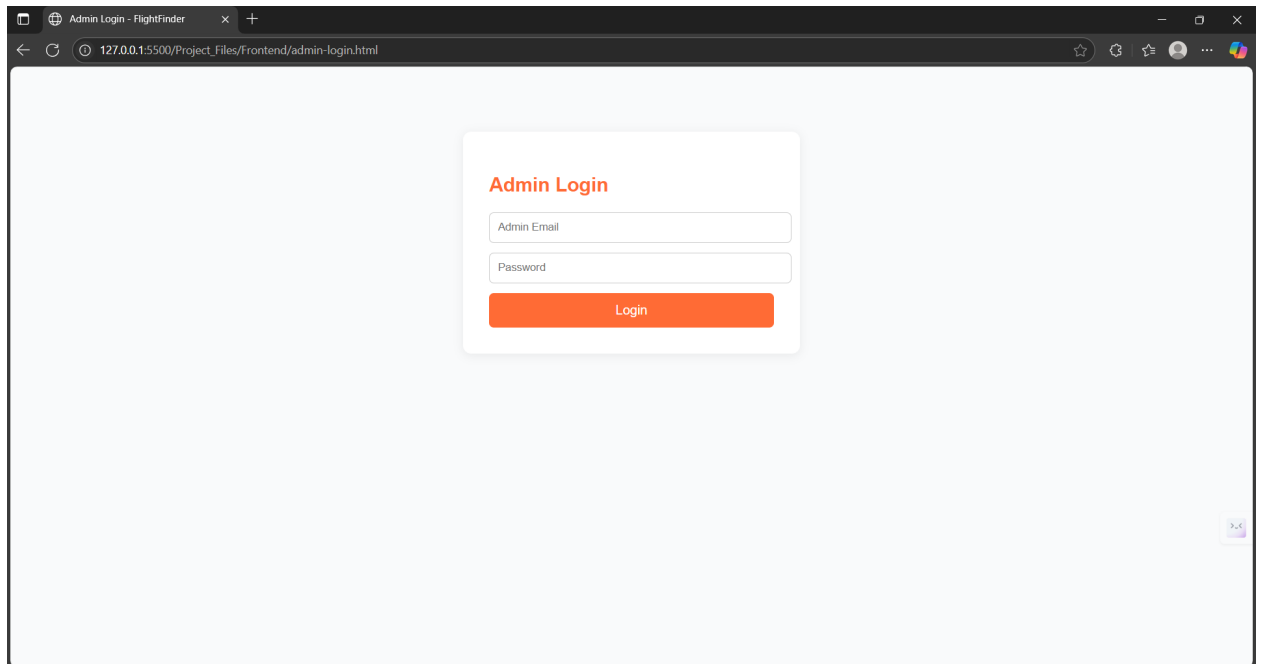 Admin Login - FlightFinder
127.0.0.1:5500/Project_Files/Frontend/admin-login.html
Admin Login
Admin Email
Password
Login